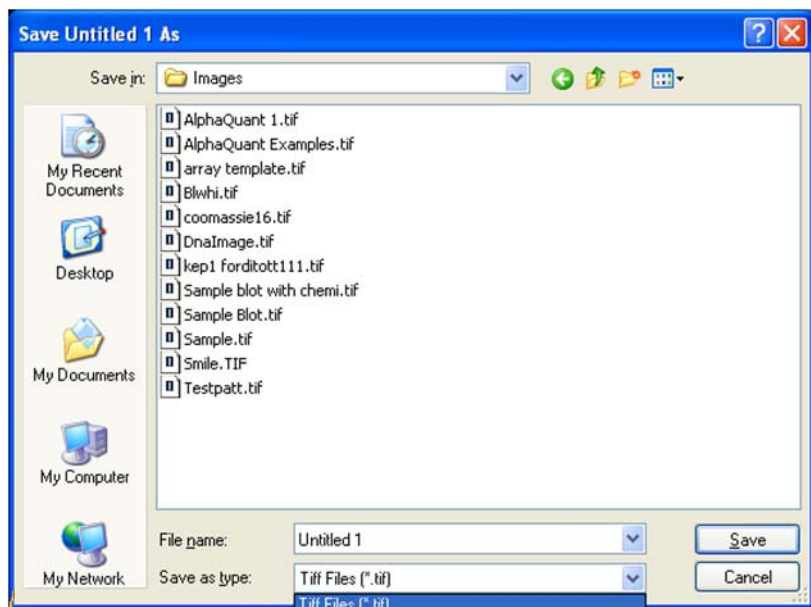 Save Untitled 1 As
Save in: Images
My Recent Documents
Desktop
My Documents
My Computer
My Network
AlphaQuant 1.tif
AlphaQuant Examples.tif
array template.tif
Blwhi.tif
coomassie16.tif
DnaImage.tif
kep1 forditott111.tif
Sample blot with chemi.tif
Sample Blot.tif
Sample.tif
Smile.TIF
Testpatt.tif
File name: Untitled 1 Save
Save as type: Tiff Files (*.tif) Cancel
Tiff Files (*.tif)